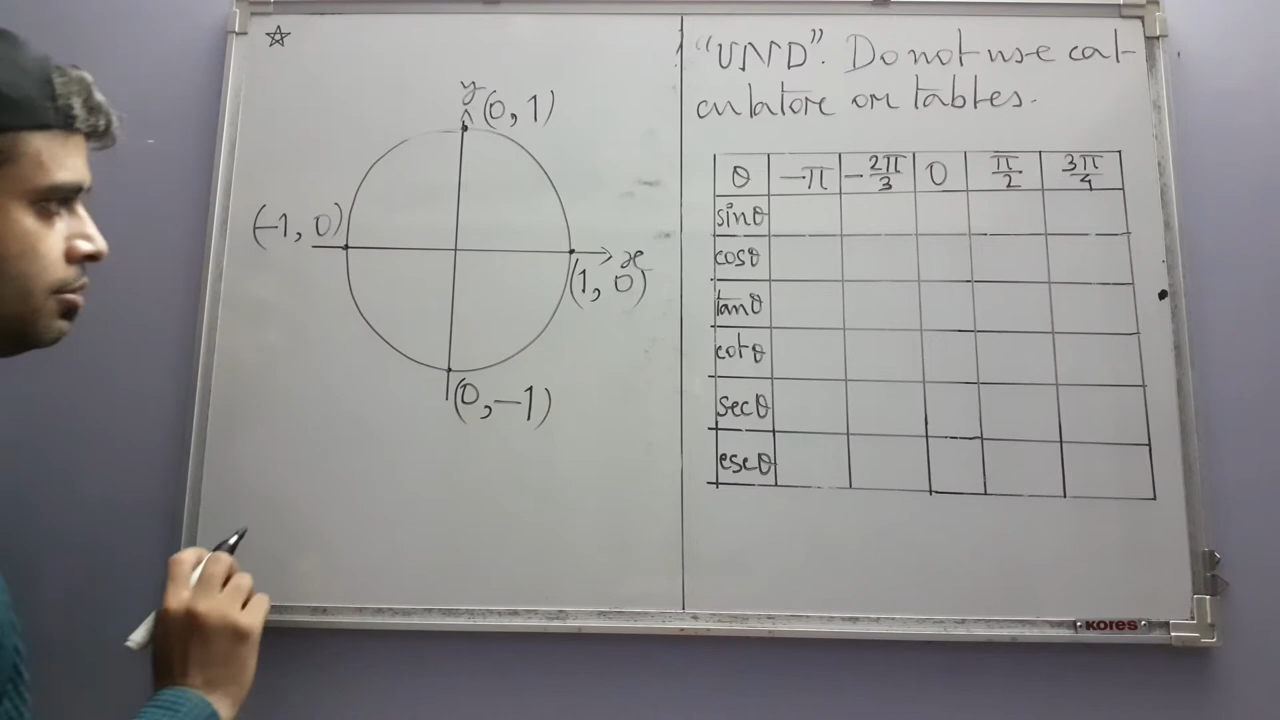 ☆
y
(0, 1)
(-1, 0)
x
(1, 0)
(0, -1)
"UND". Do not use cal-
culatore or tables.
θ -π -2π/3 0 π/2 3π/4
sinθ
cosθ
tanθ
cotθ
secθ
cscθ
KORES